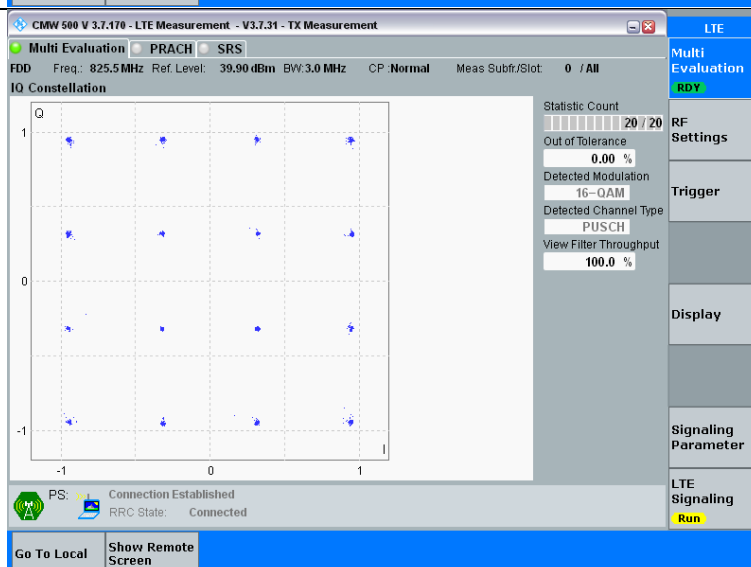 CMW 500 V 3.7.170 - LTE Measurement - V3.7.31 - TX Measurement
LTE
Multi Evaluation PRACH SRS
Multi
Evaluation
RDY
FDD Freq.: 825.5 MHz Ref. Level: 39.90 dBm BW: 3.0 MHz CP : Normal Meas Subfr./Slot: 0 / All
IQ Constellation
Q
1
0
-1
-1 0 1
I
Statistic Count
20 / 20
Out of Tolerance
0.00 %
Detected Modulation
16-QAM
Detected Channel Type
PUSCH
View Filter Throughput
100.0 %
RF
Settings
Trigger
Display
Signaling
Parameter
LTE
Signaling
Run
PS: Connection Established
RRC State: Connected
Go To Local
Show Remote
Screen